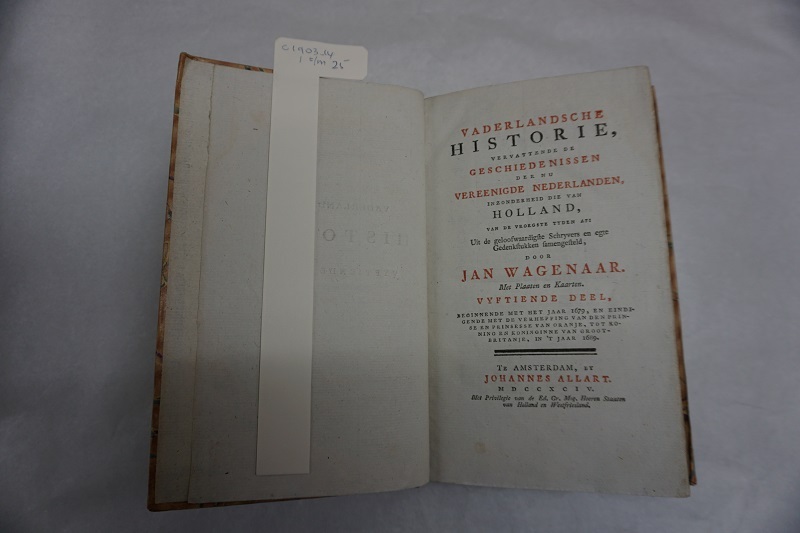 C1903.14
1 t/m 25
VADERLANDSCHE
HISTORIE,
VERVATTENDE DE
GESCHIEDENISSEN
DER NU
VEREENIGDE NEDERLANDEN,
INZONDERHEID DIE VAN
HOLLAND,
VAN DE VROEGSTE TYDEN AF:
Uit de geloofwaardigste Schryvers en egte
Gedenkstukken samengesteld,
DOOR
JAN WAGENAAR.
Met Plaaten en Kaarten.
VYFTIENDE DEEL,
BEGINNENDE MET HET JAAR 1679, EN EINDI-
GENDE MET DE VERHEFFING VAN DEN PRIN-
SE EN PRINSESSE VAN ORANJE, TOT KO-
NING EN KONINGINNE VAN GROOT-
BRITANJE, IN 'T JAAR 1689.
TE AMSTERDAM, BY
JOHANNES ALLART.
MDCCXCIV.
Met Privilegie van de Ed. Gr. Mog. Heeren Staaten
van Holland en Westfriesland.